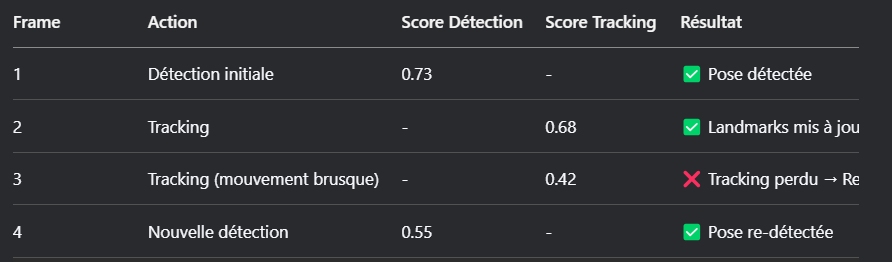 Frame Action Score Détection Score Tracking Résultat
1 Détection initiale 0.73 - ✅ Pose détectée
2 Tracking - 0.68 ✅ Landmarks mis à jou
3 Tracking (mouvement brusque) - 0.42 ❌ Tracking perdu → Re
4 Nouvelle détection 0.55 - ✅ Pose re-détectée